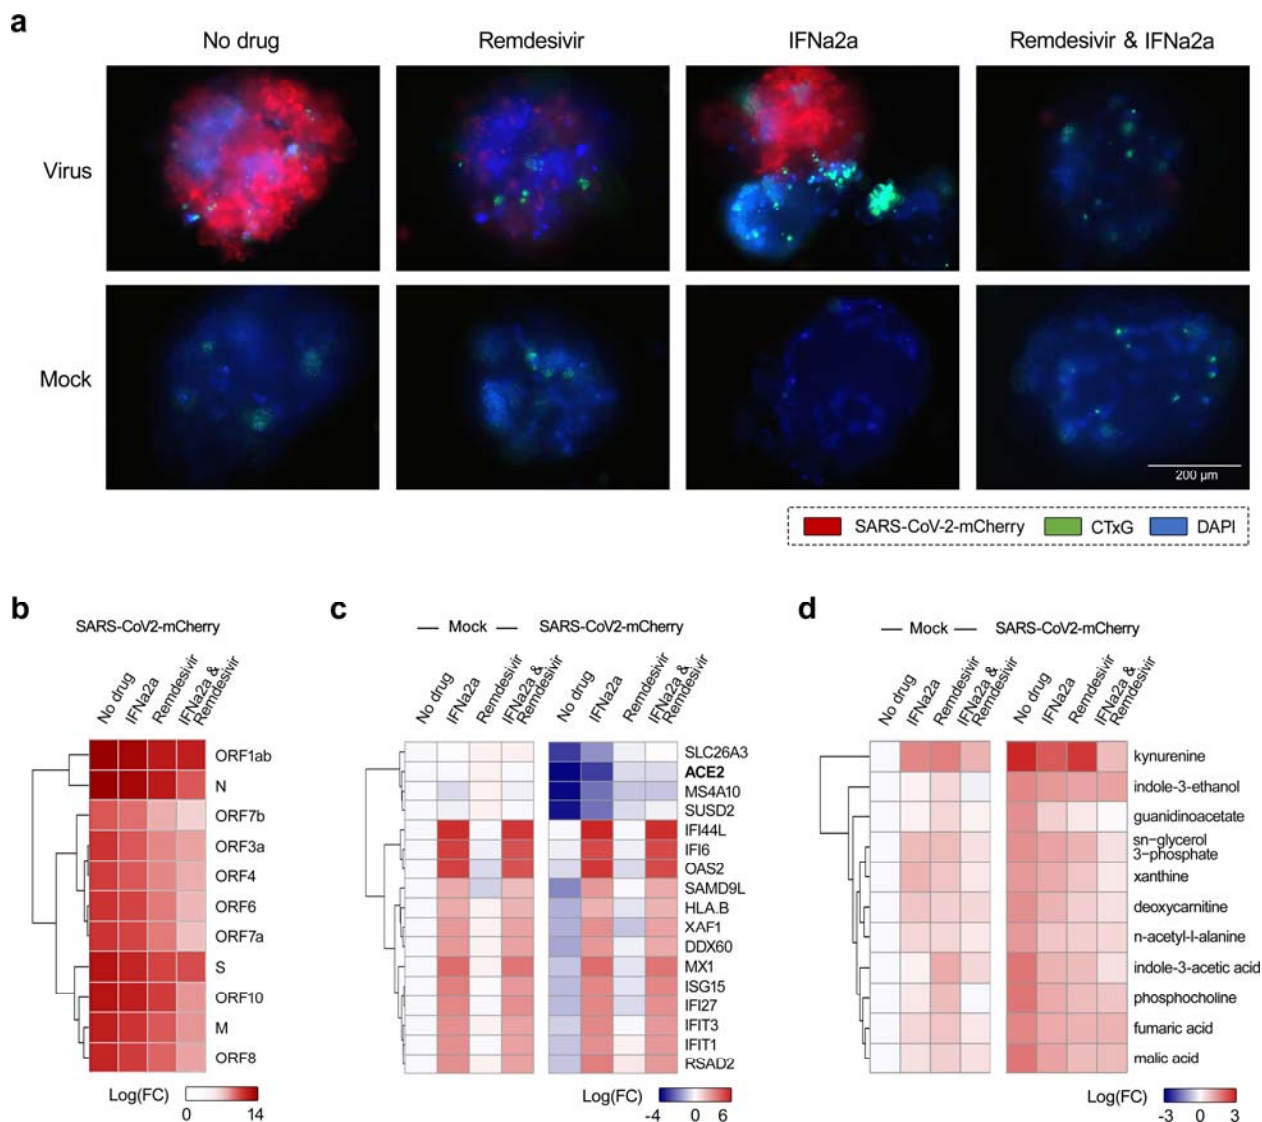 a
No drug
Remdesivir
IFNa2a
Remdesivir & IFNa2a
Virus
Mock
200 µm
SARS-CoV-2-mCherry
CTxG
DAPI
b
SARS-CoV2-mCherry
No drug
IFNa2a
Remdesivir
IFNa2a &
Remdesivir
ORF1ab
N
ORF7b
ORF3a
ORF4
ORF6
ORF7a
S
ORF10
M
ORF8
Log(FC)
0
14
c
Mock
SARS-CoV2-mCherry
No drug
IFNa2a
Remdesivir
IFNa2a &
Remdesivir
No drug
IFNa2a
Remdesivir
IFNa2a &
Remdesivir
SLC26A3
ACE2
MS4A10
SUSD2
IFI44L
IFI6
OAS2
SAMD9L
HLA.B
XAF1
DDX60
MX1
ISG15
IFI27
IFIT3
IFIT1
RSAD2
Log(FC)
-4
0
6
d
Mock
SARS-CoV2-mCherry
No drug
IFNa2a
Remdesivir
IFNa2a &
Remdesivir
No drug
IFNa2a
Remdesivir
IFNa2a &
Remdesivir
kynurenine
indole-3-ethanol
guanidinoacetate
sn-glycerol
3-phosphate
xanthine
deoxycarnitine
n-acetyl-l-alanine
indole-3-acetic acid
phosphocholine
fumaric acid
malic acid
Log(FC)
-3
0
3